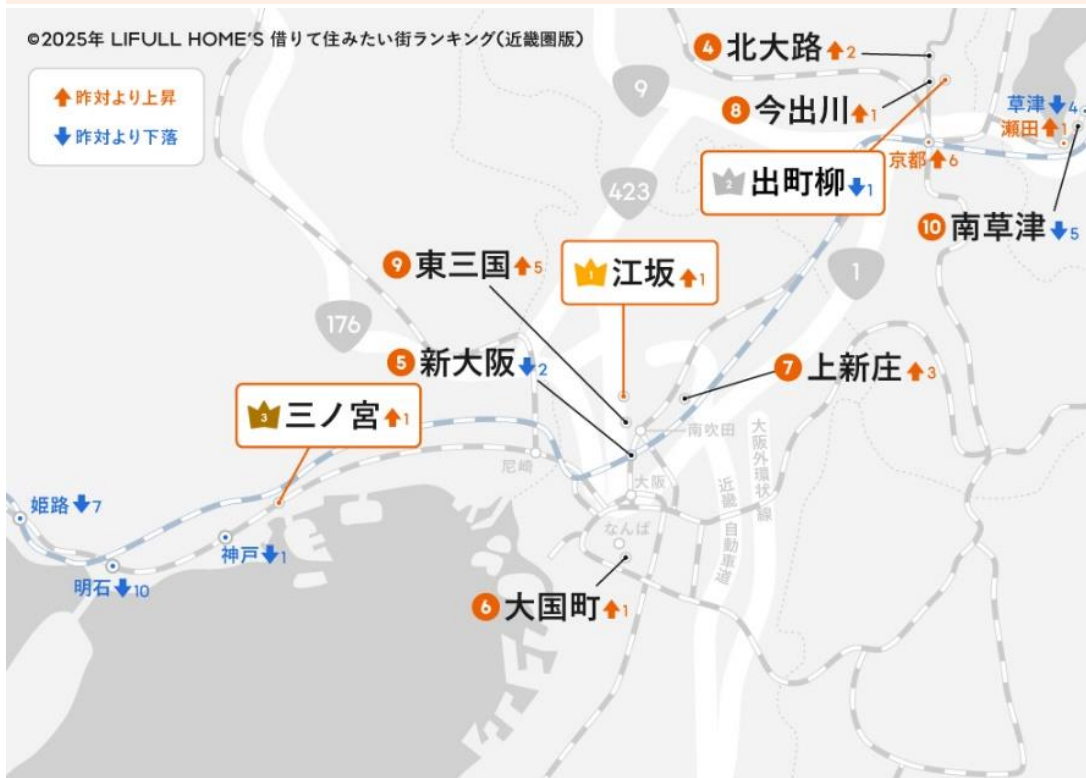 ©2025年 LIFULL HOME'S 借りて住みたい街ランキング(近畿圏版)
昨対より上昇
昨対より下落
4 北大路 2
9
8 今出川 1
草津 4
瀬田 1
京都 6
423
2 出町柳 1
10 南草津 5
9 東三国 5
1 江坂 1
1
176
5 新大阪 2
7 上新庄 3
3 三ノ宮 1
南吹田
大阪外環状線
尼崎
大阪
近畿自動車道
なんば
姫路 7
神戸 1
明石 10
6 大国町 1